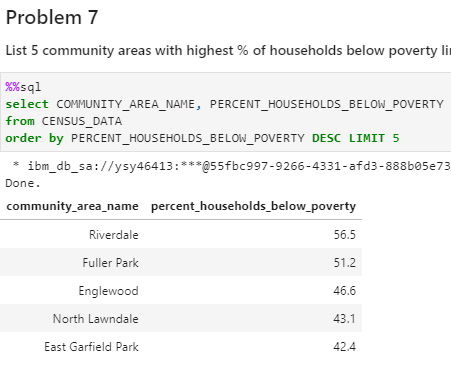 Problem 7
List 5 community areas with highest % of households below poverty
%%sql
select COMMUNITY_AREA_NAME, PERCENT_HOUSEHOLDS_BELOW_POVERTY
from CENSUS_DATA
order by PERCENT_HOUSEHOLDS_BELOW_POVERTY DESC LIMIT 5
* ibm_db_sa://ysy46413:***@55fbc997-9266-4331-afd3-888b05e73
Done.
community_area_name percent_households_below_poverty
Riverdale 56.5
Fuller Park 51.2
Englewood 46.6
North Lawndale 43.1
East Garfield Park 42.4